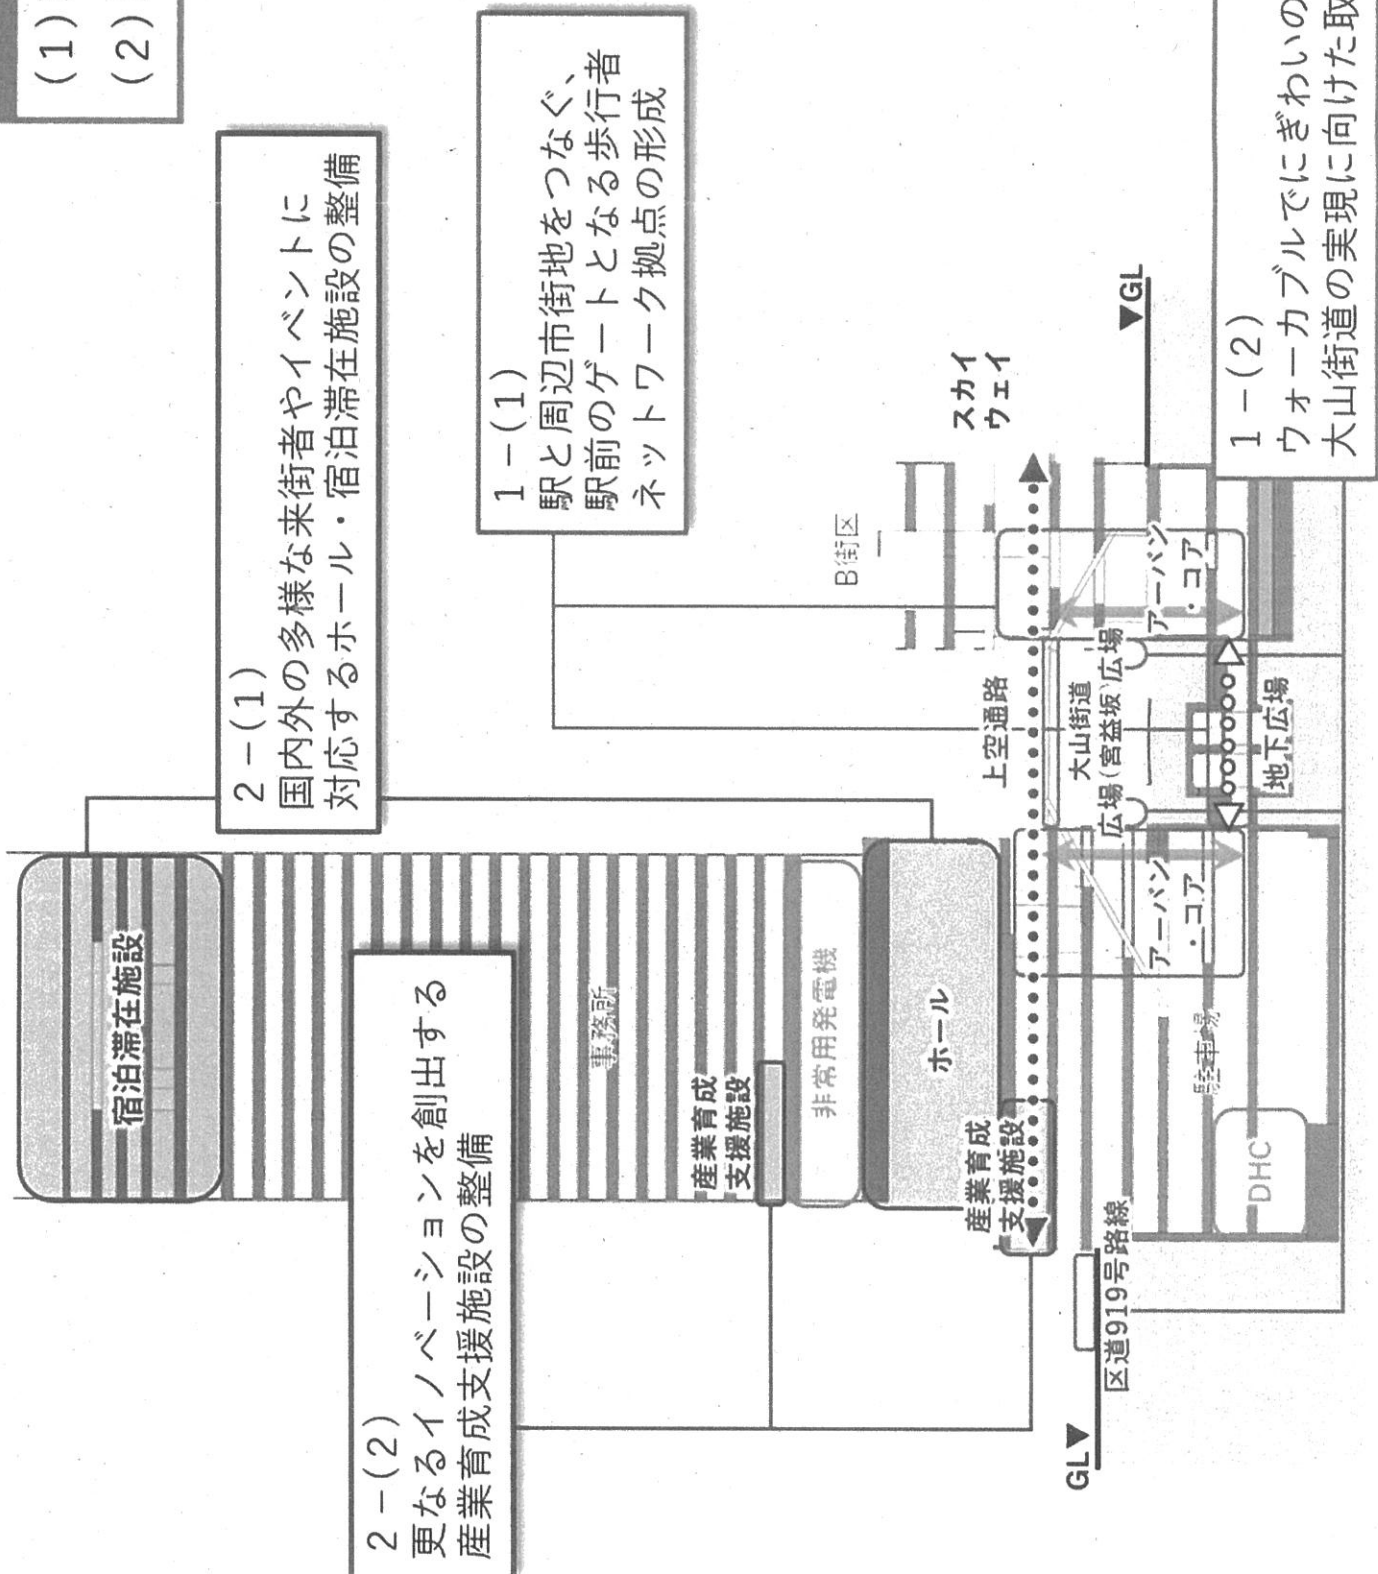 (1)
(2)
2-(1)
国内外の多様な来街者やイベントに
対応するホール・宿泊滞在施設の整備
1-(1)
駅と周辺市街地をつなぐ、
駅前のゲートとなる歩行者
ネットワーク拠点の形成
2-(2)
更なるイノベーションを創出する
産業育成支援施設の整備
1-(2)
ウォーカブルでにぎわいの
大山街道の実現に向けた取
宿泊滞在施設
事務所
産業育成
支援施設
非常用発電機
ホール
産業育成
支援施設
B街区
スカイ
ウェイ
上空通路
大山街道
広場(宮益坂)広場
アーバン
・コア
アーバン
・コア
地下広場
駐車場
DHC
区道919号路線
GL▼
▼GL